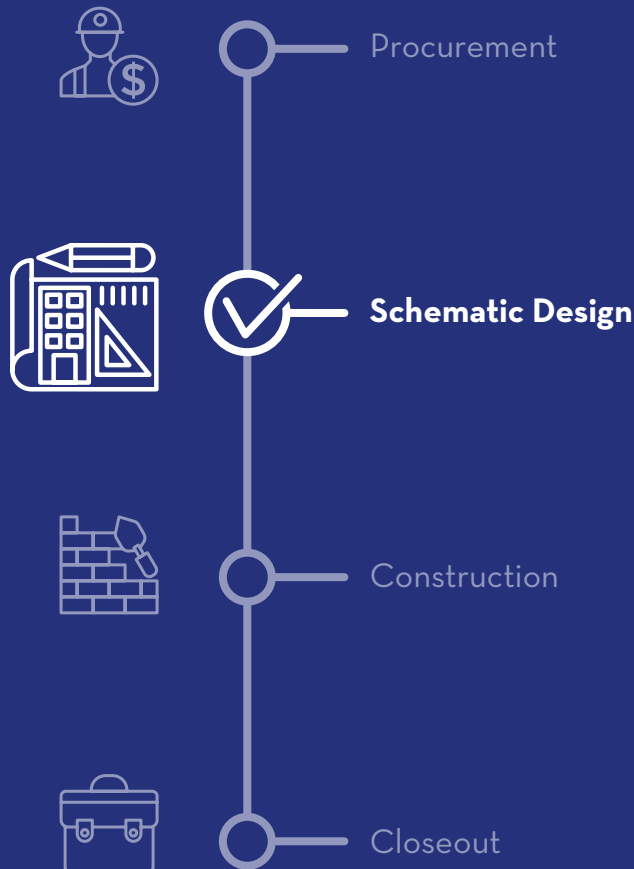 $
Procurement
Schematic Design
Construction
Closeout